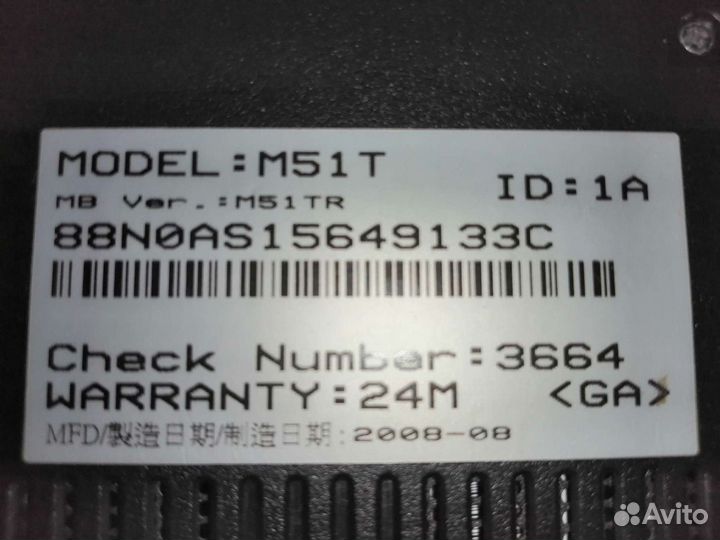 MODEL:M51T
ID:1A
MB Ver.:M51TR
88N0AS15649133C
Check Number:3664
WARRANTY:24M <GA>
MFD/製造日期/制造日期:2008-08
Avito